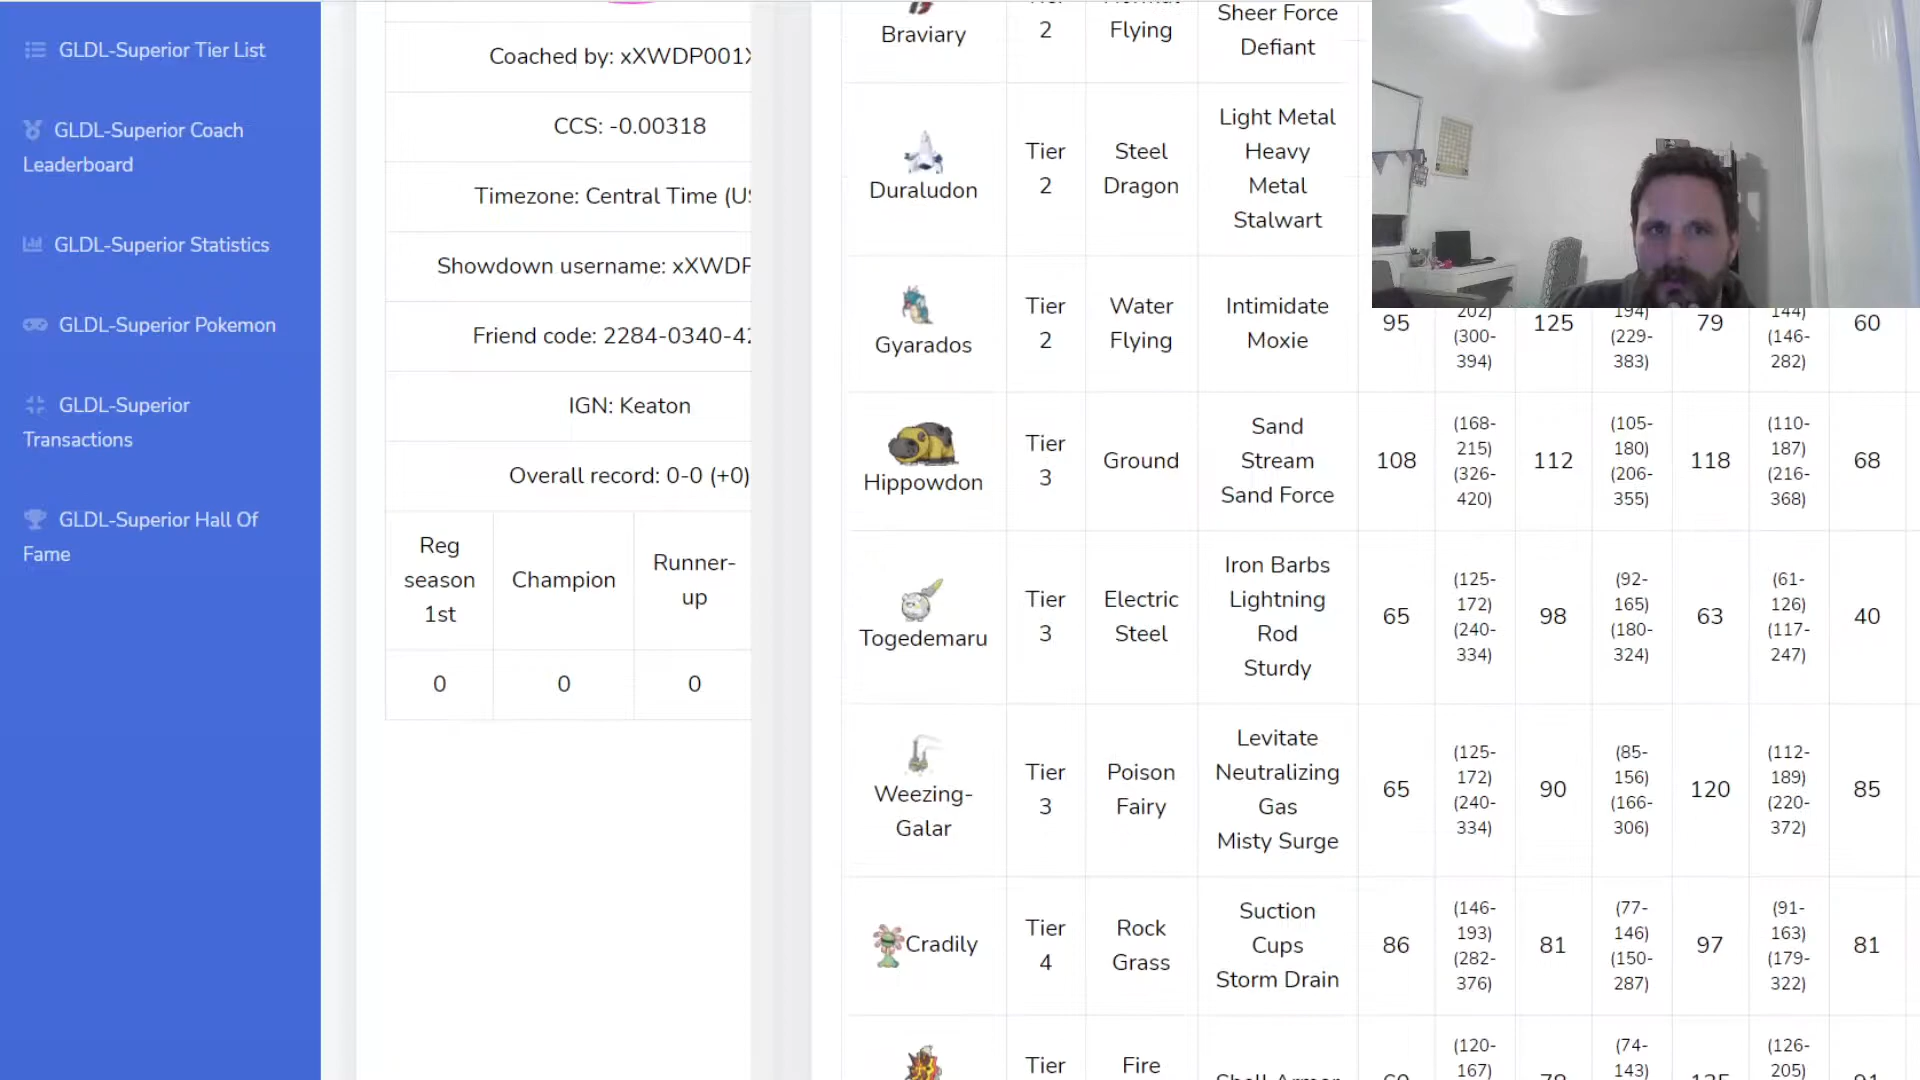 GLDL-Superior Tier List
GLDL-Superior Coach
Leaderboard
GLDL-Superior Statistics
GLDL-Superior Pokemon
GLDL-Superior
Transactions
GLDL-Superior Hall Of
Fame
Coached by: xXWDP001X
CCS: -0.00318
Timezone: Central Time (US
Showdown username: xXWDP
Friend code: 2284-0340-42
IGN: Keaton
Overall record: 0-0 (+0)
Reg
season
1st
Champion
Runner-
up
0
0
0
Braviary
2
Flying
Sheer Force
Defiant
Duraludon
Tier
2
Steel
Dragon
Light Metal
Heavy
Metal
Stalwart
Gyarados
Tier
2
Water
Flying
Intimidate
Moxie
95
202)
(300-
394)
125
194)
(229-
383)
79
144)
(146-
282)
60
Hippowdon
Tier
3
Ground
Sand
Stream
Sand Force
108
(168-
215)
(326-
420)
112
(105-
180)
(206-
355)
118
(110-
187)
(216-
368)
68
Togedemaru
Tier
3
Electric
Steel
Iron Barbs
Lightning
Rod
Sturdy
65
(125-
172)
(240-
334)
98
(92-
165)
(180-
324)
63
(61-
126)
(117-
247)
40
Weezing-
Galar
Tier
3
Poison
Fairy
Levitate
Neutralizing
Gas
Misty Surge
65
(125-
172)
(240-
334)
90
(85-
156)
(166-
306)
120
(112-
189)
(220-
372)
85
Cradily
Tier
4
Rock
Grass
Suction
Cups
Storm Drain
86
(146-
193)
(282-
376)
81
(77-
146)
(150-
287)
97
(91-
163)
(179-
322)
81
Tier
Fire
(120-
167)
(74-
143)
(126-
205)